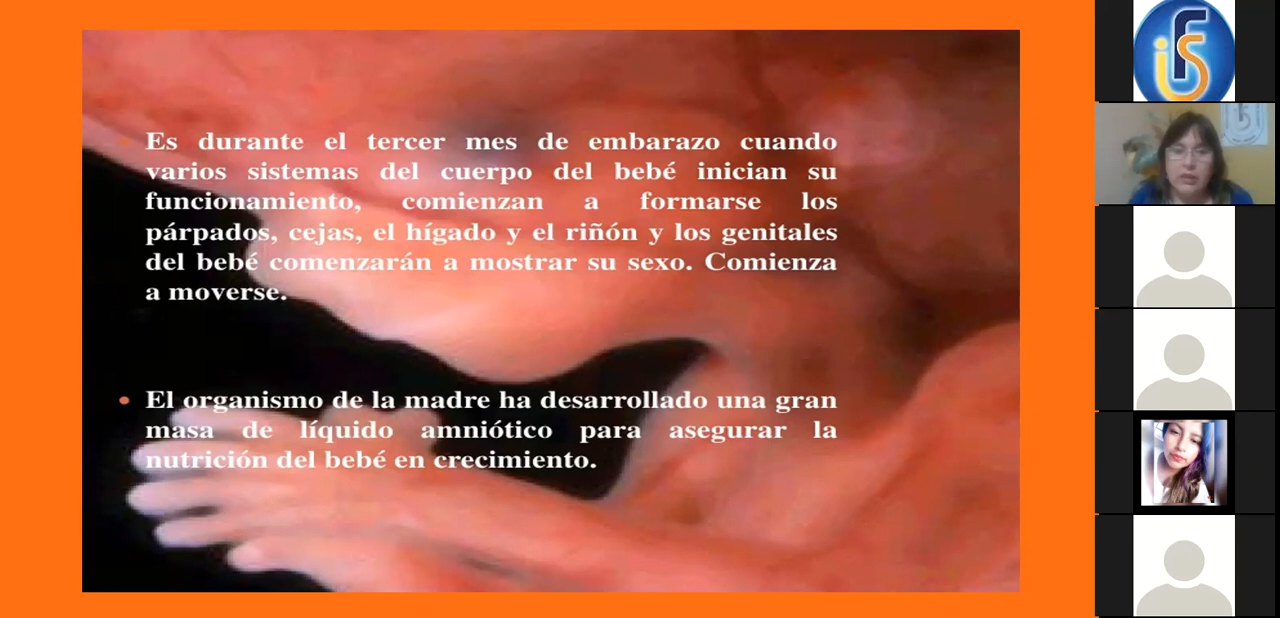 Es durante el tercer mes de embarazo cuando
varios sistemas del cuerpo del bebé inician su
funcionamiento, comienzan a formarse los
párpados, cejas, el hígado y el riñón y los genitales
del bebé comenzarán a mostrar su sexo. Comienza
a moverse.
El organismo de la madre ha desarrollado una gran
masa de líquido amniótico para asegurar la
nutrición del bebé en crecimiento.
ifs